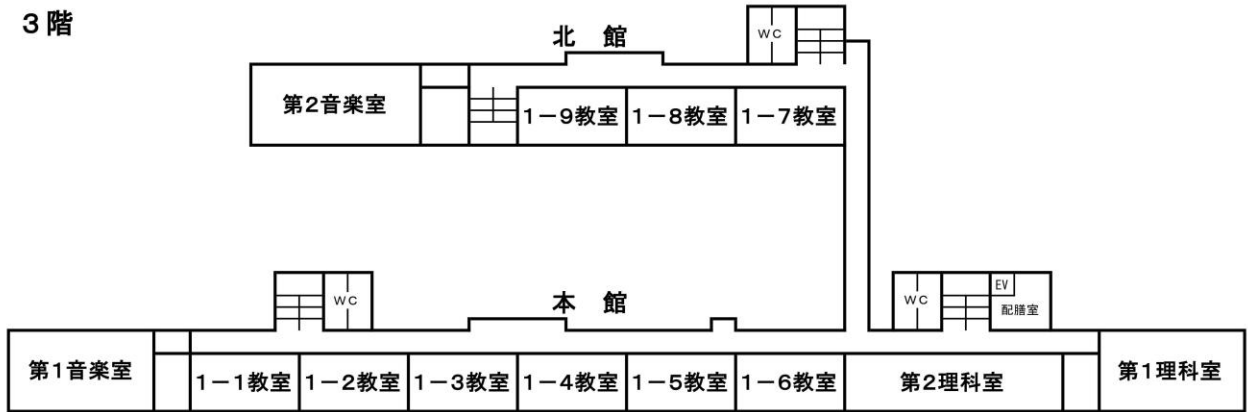 3階
北 館
WC
第2音楽室
1－9教室
1－8教室
1－7教室
本 館
WC
WC
EV
配膳室
第1音楽室
1－1教室
1－2教室
1－3教室
1－4教室
1－5教室
1－6教室
第2理科室
第1理科室